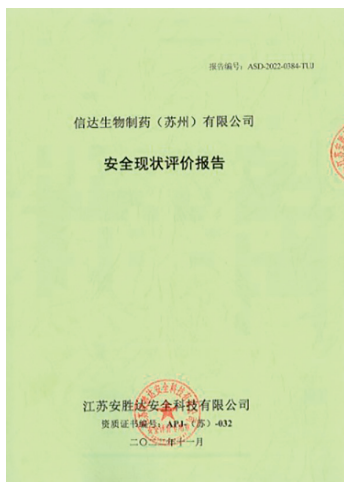 报告编号：ASD-2022-0384-TUJ
信达生物制药（苏州）有限公司
安全现状评价报告
江苏安胜达安全科技有限公司
资质证书编号：APJ-（苏）-032
二〇二二年十一月